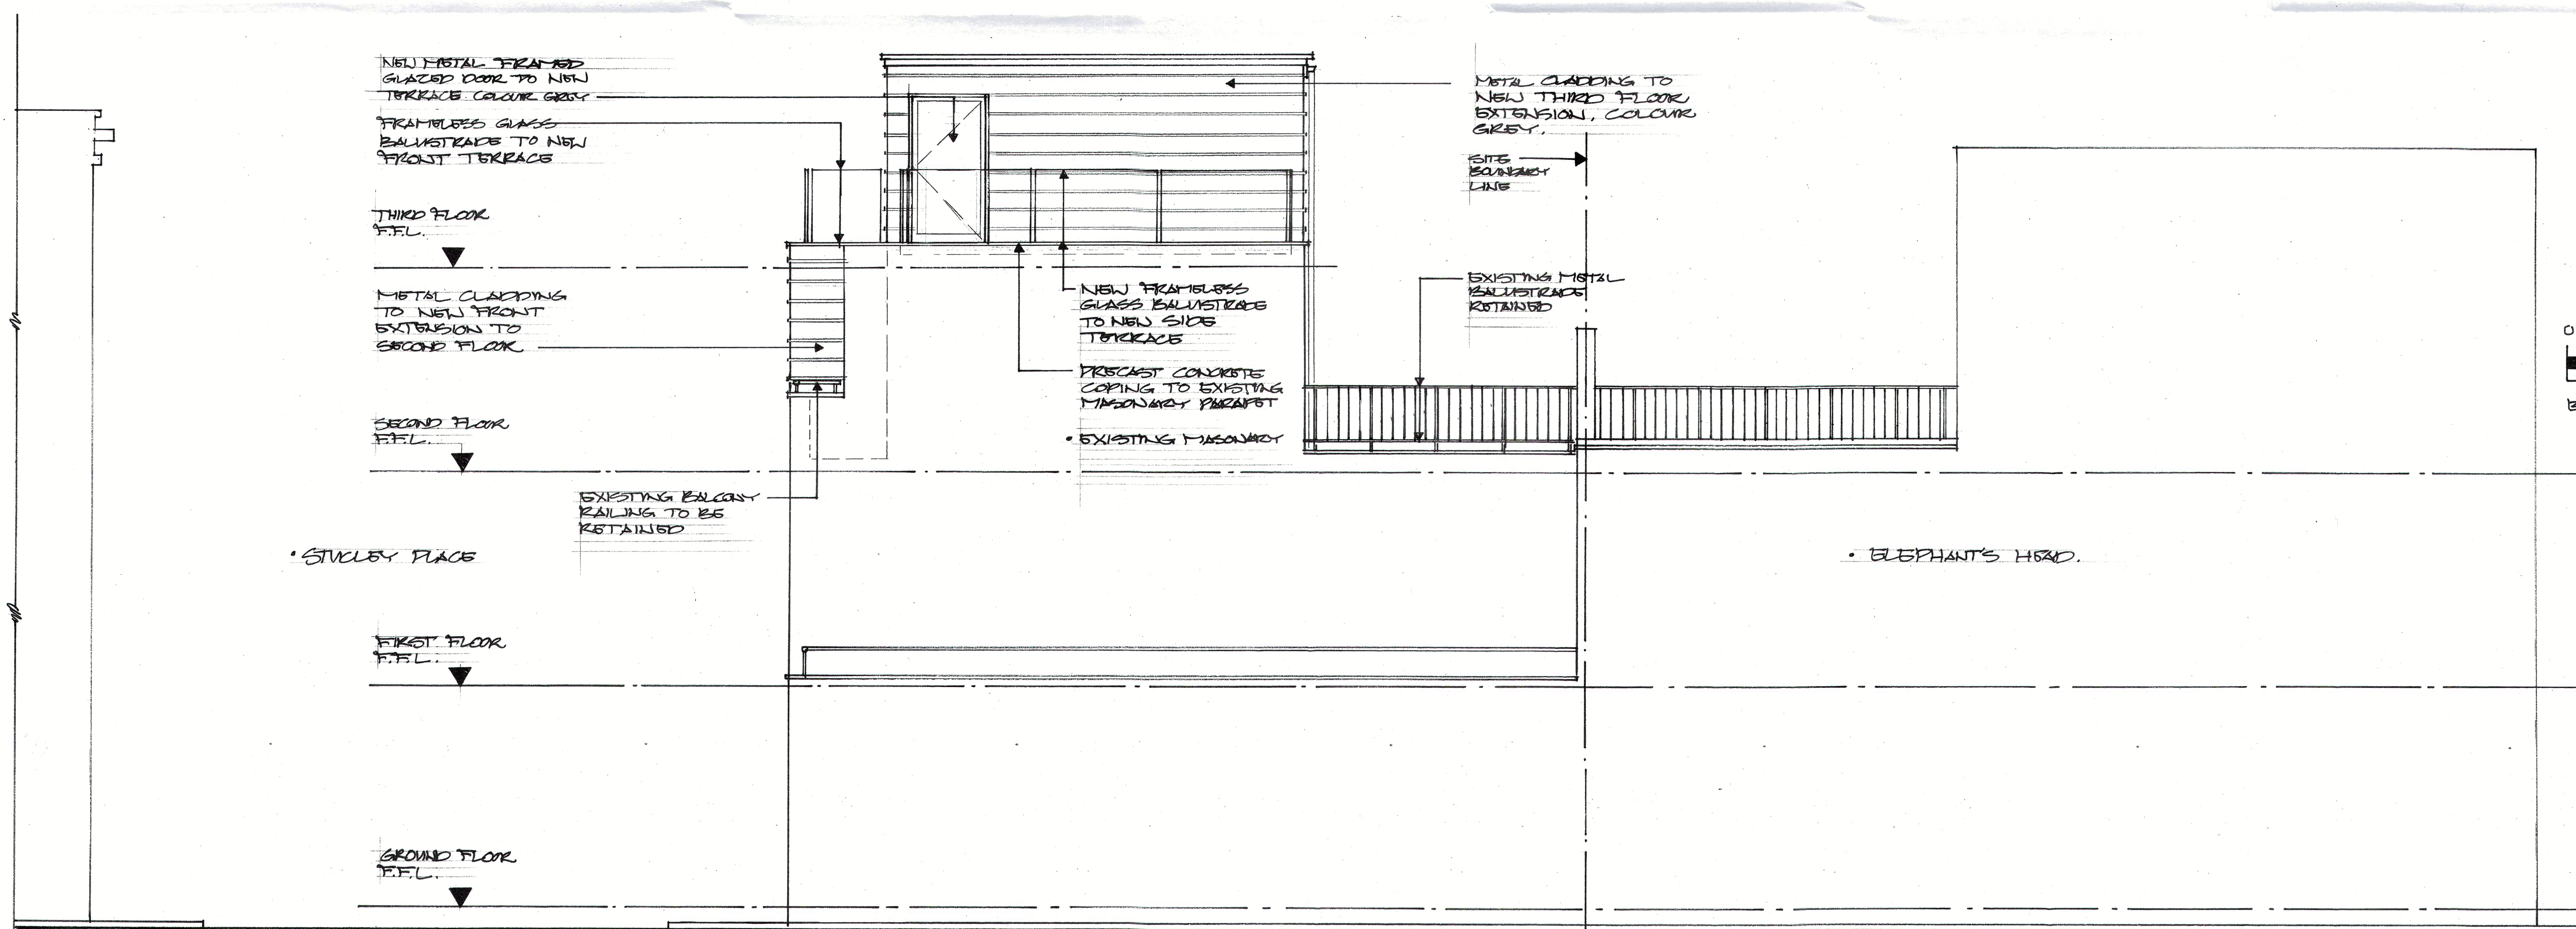 NEW METAL FRAMED
GLAZED DOOR TO NEW
TERRACE COLOUR GREY
FRAMELESS GLASS
BALUSTRADE TO NEW
FRONT TERRACE
THIRD FLOOR
F.F.L.
METAL CLADDING
TO NEW FRONT
EXTENSION TO
SECOND FLOOR
SECOND FLOOR
F.F.L.
EXISTING BALCONY
RAILING TO BE
RETAINED
• STUCLEY PLACE
FIRST FLOOR
F.F.L.
GROUND FLOOR
F.F.L.
NEW FRAMELESS
GLASS BALUSTRADE
TO NEW SIDE
TERRACE
PRECAST CONCRETE
COPING TO EXISTING
MASONARY PARAPET
• EXISTING MASONARY
METAL CLADDING TO
NEW THIRD FLOOR
EXTENSION, COLOUR
GREY.
SITE
BOUNDARY
LINE
EXISTING METAL
BALUSTRADE
RETAINED
• ELEPHANT'S HEAD.